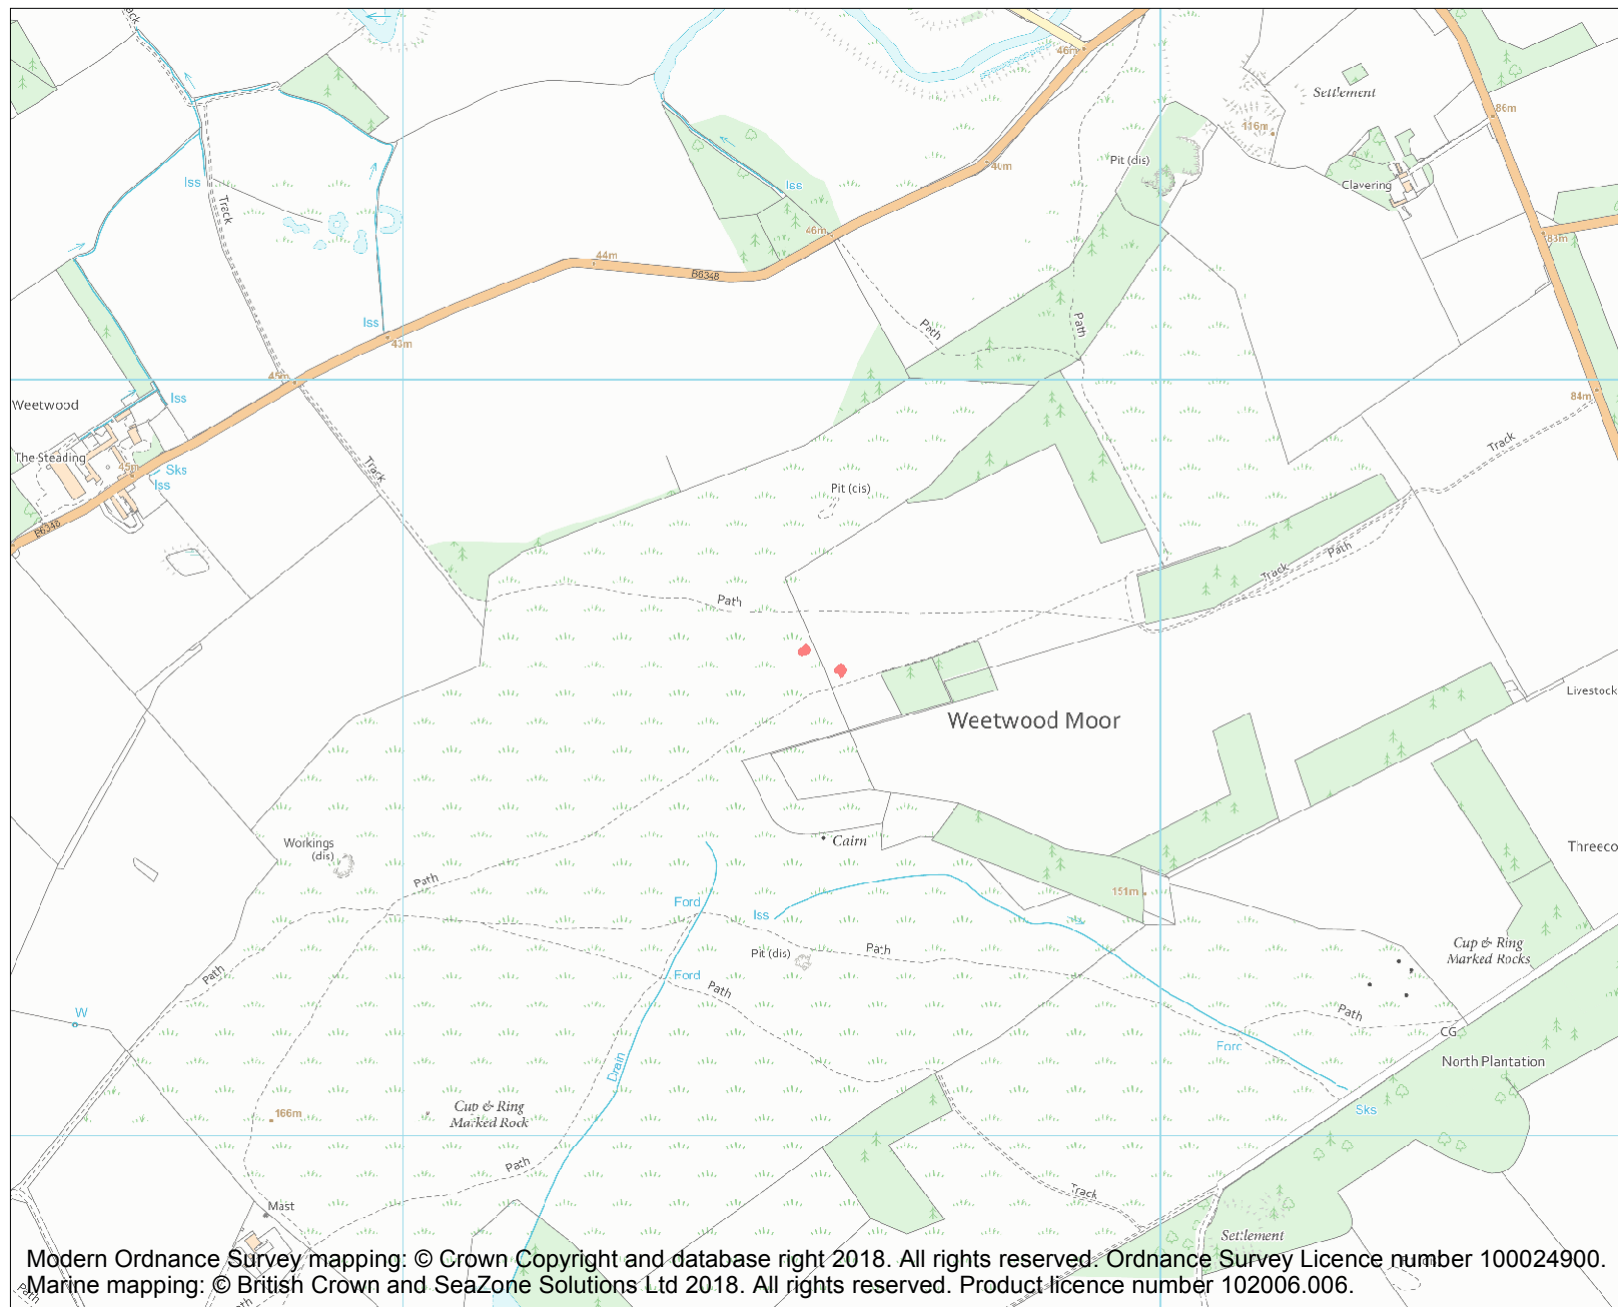 Track
46m
Settlement
86m
116m
40m
Pit (dis)
Iss
Iss
Clavering
Track
46m
83m
44m
B6348
Iss
Path
Path
43m
45m
Iss
84m
Weetwood
Track
The Steading
45m
Sks
Iss
Track
Pit (cis)
B6348
Path
Track
Path
Livestock
Weetwood Moor
Workings
(dis)
Cairn
Threeco
Path
151m
Ford
Iss
Cup & Ring
Marked Rocks
Pit (dis)
Path
Path
Ford
Path
W
Path
CG
Ford
North Plantation
Drain
166m
Cup & Ring
Marked Rock
Sks
Path
Track
Mast
Settlement
Modern Ordnance Survey mapping: © Crown Copyright and database right 2018. All rights reserved. Ordnance Survey Licence number 100024900.
Marine mapping: © British Crown and SeaZone Solutions Ltd 2018. All rights reserved. Product licence number 102006.006.
Path